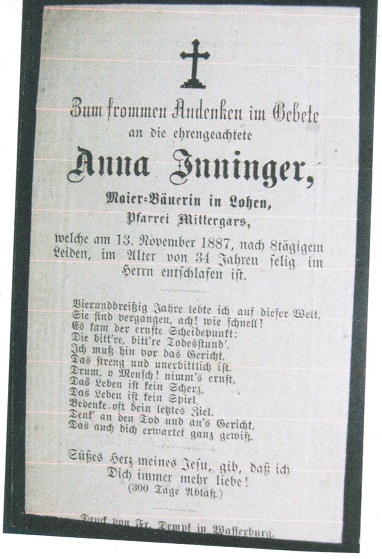 Zum frommen Andenken im Gebete
an die ehrengeachtete
Anna Inninger,
Maier-Bäuerin in Lohen,
Pfarrei Mittergars,
welche am 13. November 1887, nach 8tägigem
Leiden, im Alter von 34 Jahren selig im
Herrn entschlafen ist.
Vierunddreißig Jahre lebte ich auf dieser Welt,
Sie sind vergangen, ach! wie schnell!
Es kam der ernste Scheidepunkt:
Die bitt're, bitt're Todesstund'.
Ich muß hin vor das Gericht.
Das streng und unerbittlich ist.
Drum, o Mensch! nimm's ernst,
Das Leben ist kein Scherz,
Das Leben ist kein Spiel.
Bedenke oft dein letztes Ziel.
Denk' an den Tod und an's Gericht,
Das auch dich erwartet ganz gewiß.
Süßes Herz meines Jesu, gib, daß ich
Dich immer mehr liebe!
(300 Tage Ablaß.)
Druck von Fr. Dempf in Wasserburg.